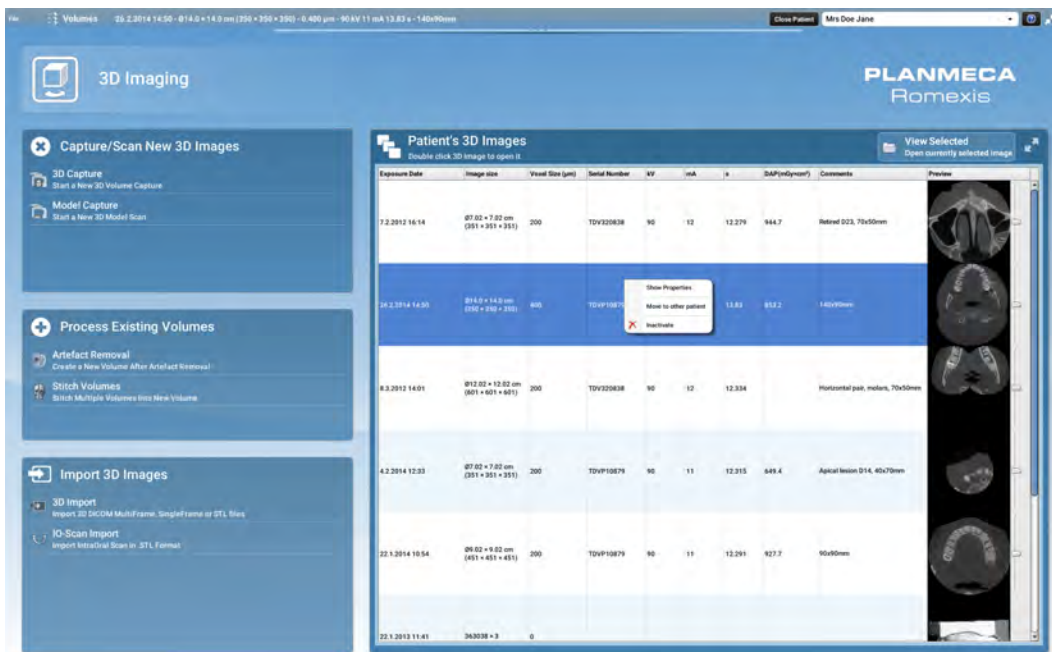 File
Volumes
26.2.2014 14:50 - Ø14.0 × 14.0 cm (350 × 350 × 350) - 0.400 µm - 90 kV 11 mA 13.83 s - 140x90mm
Close Patient
Mrs Doe Jane
3D Imaging
PLANMECA
Romexis
Capture/Scan New 3D Images
3D Capture
Start a New 3D Volume Capture
Model Capture
Start a New 3D Model Scan
Process Existing Volumes
Artefact Removal
Create a New Volume After Artefact Removal
Stitch Volumes
Stitch Multiple Volumes Into New Volume
Import 3D Images
3D Import
Import 3D DICOM MultiFrame, SingleFrame or STL files
IO-Scan Import
Import Intraoral Scan in .STL Format
Patient's 3D Images
Double click 3D image to open it
View Selected
Open currently selected image
Exposure Date Image size Voxel Size (µm) Serial Number kV mA s DAP(mGy×cm²) Comments Preview
7.2.2012 16:14 Ø7.02 × 7.02 cm (351 × 351 × 351) 200 TDV320838 90 12 12.279 944.7 Retired D23, 70x50mm
26.2.2014 14:50 Ø14.0 × 14.0 cm (350 × 350 × 350) 400 TDVP10879 13.83 853.2 140x90mm
Show Properties
Move to other patient
Inactivate
8.3.2012 14:01 Ø12.02 × 12.02 cm (601 × 601 × 601) 200 TDV320838 90 12 12.334 Horizontal pair, molars, 70x50mm
4.2.2014 12:33 Ø7.02 × 7.02 cm (351 × 351 × 351) 200 TDVP10879 90 11 12.315 649.4 Apical lesion D14, 40x70mm
22.1.2014 10:54 Ø9.02 × 9.02 cm (451 × 451 × 451) 200 TDVP10879 90 11 12.291 927.7 90x90mm
22.1.2013 11:41 363038 × 3 0